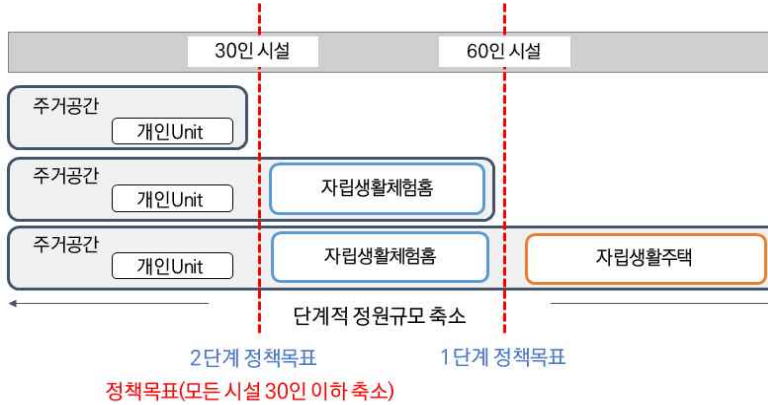 30인 시설
60인 시설
주거공간
개인Unit
주거공간
개인Unit
자립생활체험홈
주거공간
개인Unit
자립생활체험홈
자립생활주택
단계적 정원규모 축소
2단계 정책목표
1단계 정책목표
정책목표(모든 시설 30인 이하 축소)